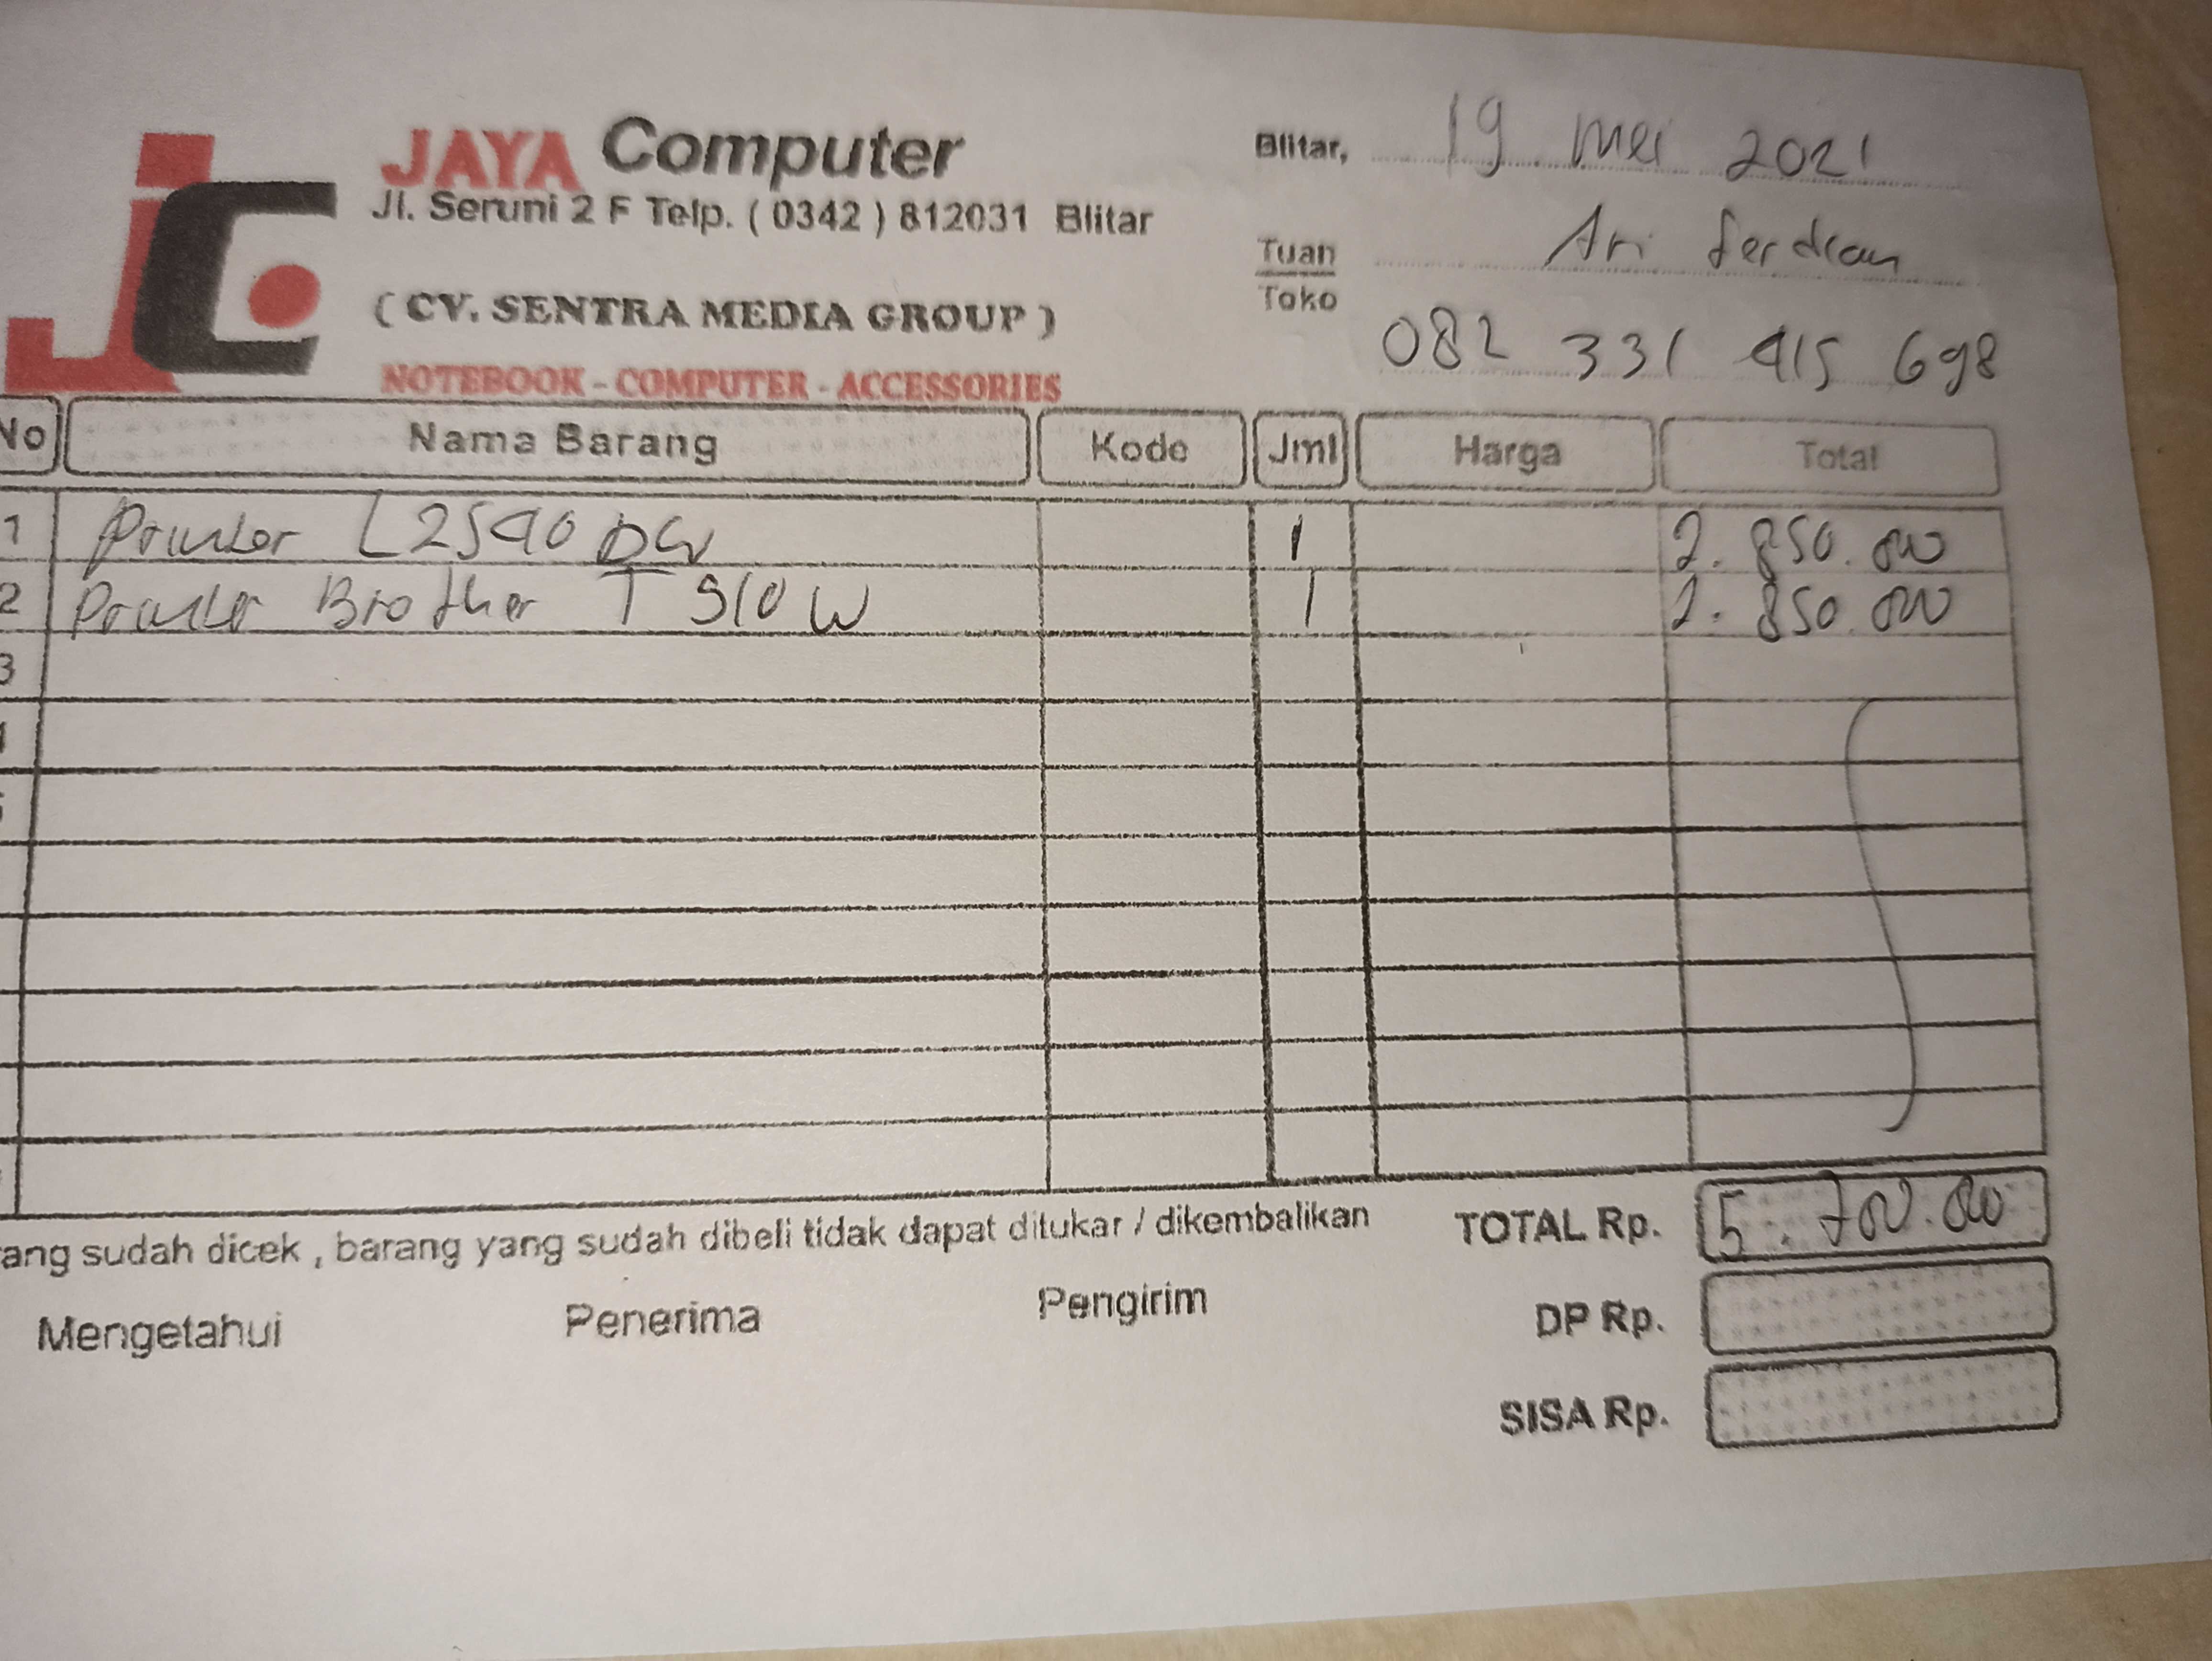 JAYA Computer
Jl. Seruni 2 F Telp. ( 0342 ) 812031 Blitar
( CV. SENTRA MEDIA GROUP )
NOTEBOOK - COMPUTER - ACCESSORIES
Blitar, 19 Mei 2021
Tuan
Toko
Ari Ferdian
082 331 415 698
No Nama Barang Kode Jml Harga Total
1 Printer L2540 DW 1 2.850.000
2 Printer Brother T 910 W 1 2.850.000
3
ang sudah dicek , barang yang sudah dibeli tidak dapat ditukar / dikembalikan
TOTAL Rp. 5.700.000
Mengetahui Penerima Pengirim
DP Rp.
SISA Rp.